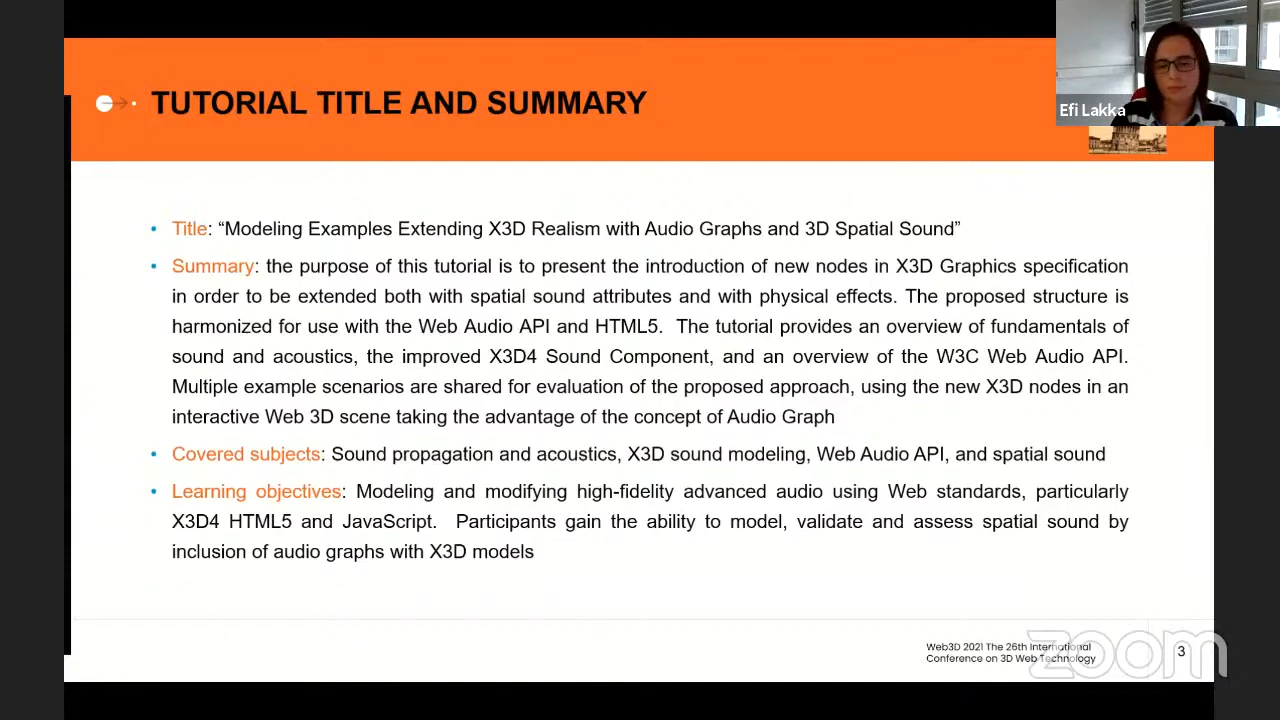 TUTORIAL TITLE AND SUMMARY
Efi Lakka
• Title: “Modeling Examples Extending X3D Realism with Audio Graphs and 3D Spatial Sound”
• Summary: the purpose of this tutorial is to present the introduction of new nodes in X3D Graphics specification
in order to be extended both with spatial sound attributes and with physical effects. The proposed structure is
harmonized for use with the Web Audio API and HTML5. The tutorial provides an overview of fundamentals of
sound and acoustics, the improved X3D4 Sound Component, and an overview of the W3C Web Audio API.
Multiple example scenarios are shared for evaluation of the proposed approach, using the new X3D nodes in an
interactive Web 3D scene taking the advantage of the concept of Audio Graph
• Covered subjects: Sound propagation and acoustics, X3D sound modeling, Web Audio API, and spatial sound
• Learning objectives: Modeling and modifying high-fidelity advanced audio using Web standards, particularly
X3D4 HTML5 and JavaScript. Participants gain the ability to model, validate and assess spatial sound by
inclusion of audio graphs with X3D models
Web3D 2021 The 26th International
Conference on 3D Web Technology
zoom
3